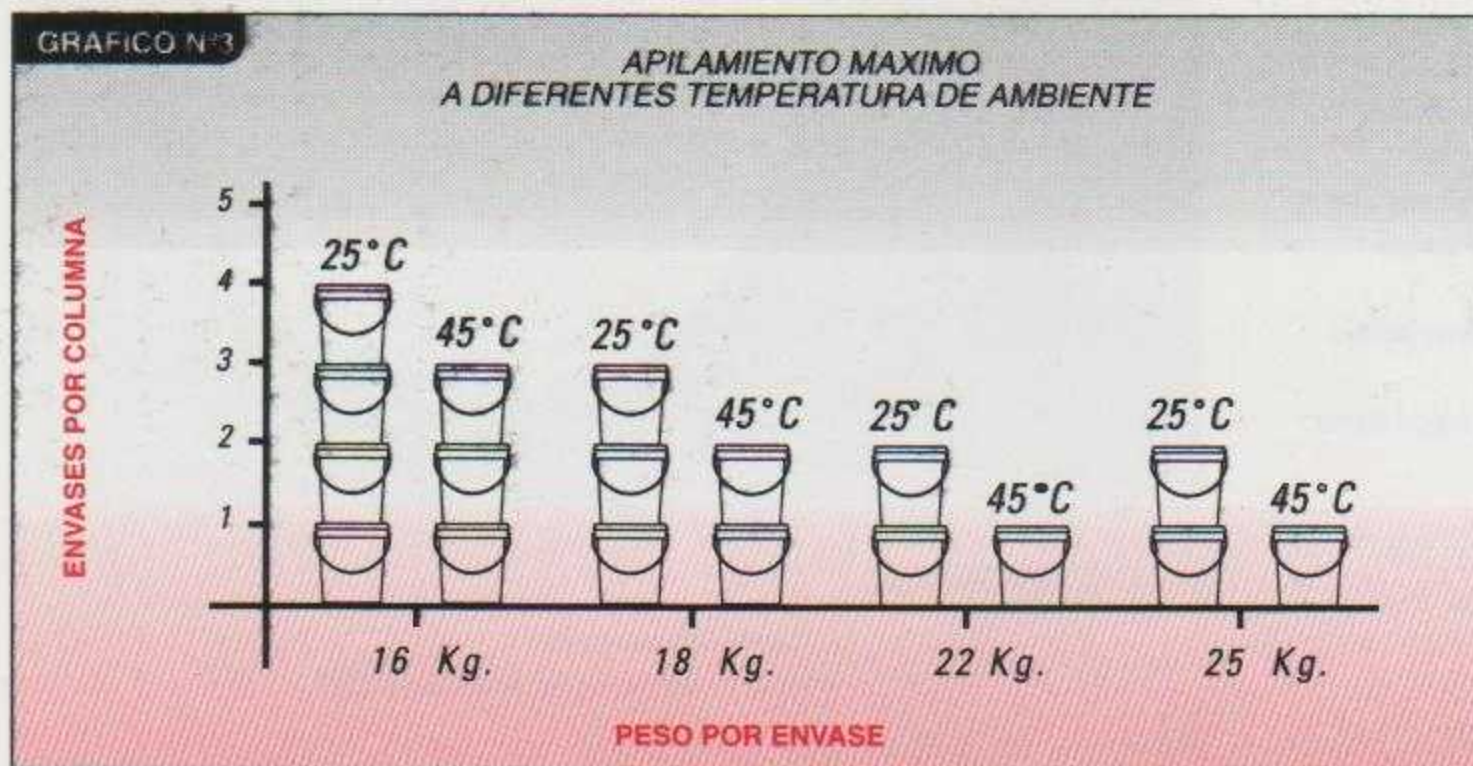 GRAFICO Nº3
APILAMIENTO MAXIMO
A DIFERENTES TEMPERATURA DE AMBIENTE
ENVASES POR COLUMNA
5
4
3
2
1
25°C
45°C
25°C
45°C
25°C
45°C
25°C
45°C
16 Kg.
18 Kg.
22 Kg.
25 Kg.
PESO POR ENVASE